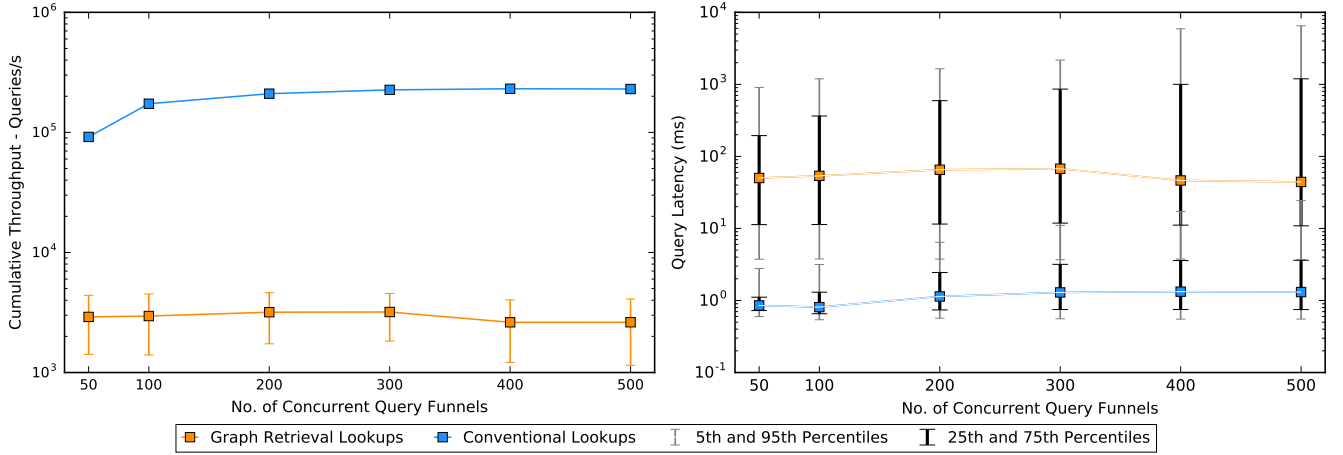 Cumulative Throughput - Queries/s
10^6
10^5
10^4
10^3
50 100 200 300 400 500
No. of Concurrent Query Funnels
Query Latency (ms)
10^4
10^3
10^2
10^1
10^0
10^-1
50 100 200 300 400 500
No. of Concurrent Query Funnels
Graph Retrieval Lookups Conventional Lookups 5th and 95th Percentiles 25th and 75th Percentiles